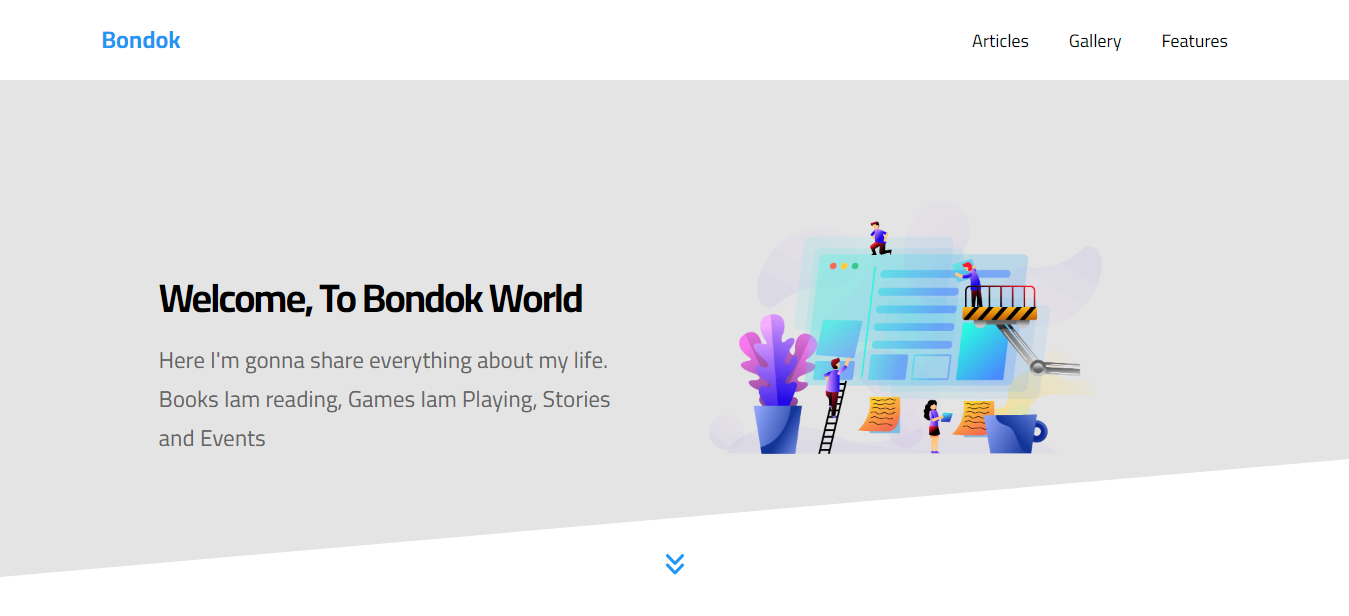 Bondok
Articles Gallery Features
Welcome, To Bondok World
Here I'm gonna share everything about my life.
Books Iam reading, Games Iam Playing, Stories
and Events